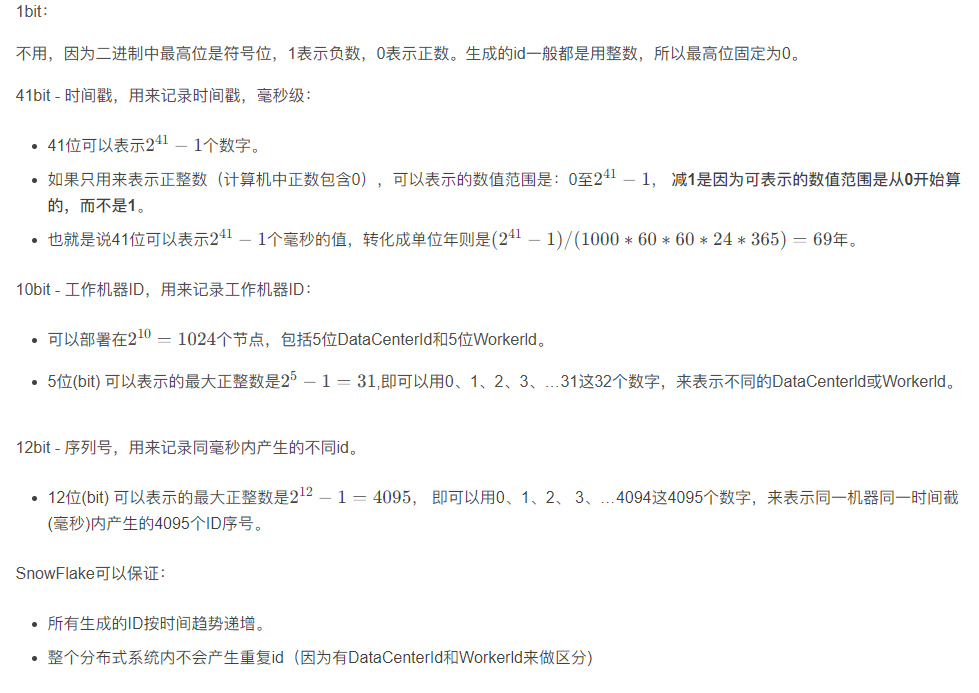 1bit：
不用，因为二进制中最高位是符号位，1表示负数，0表示正数。生成的id一般都是用整数，所以最高位固定为0。
41bit - 时间戳，用来记录时间戳，毫秒级：
• 41位可以表示2^41 − 1个数字。
• 如果只用来表示正整数（计算机中正数包含0），可以表示的数值范围是：0至2^41 − 1， 减1是因为可表示的数值范围是从0开始算
的，而不是1。
• 也就是说41位可以表示2^41 − 1个毫秒的值，转化成单位年则是(2^41 − 1)/(1000 ∗ 60 ∗ 60 ∗ 24 ∗ 365) = 69年。
10bit - 工作机器ID，用来记录工作机器ID：
• 可以部署在2^10 = 1024个节点，包括5位DataCenterId和5位WorkerId。
• 5位(bit) 可以表示的最大正整数是2^5 − 1 = 31,即可以用0、1、2、3、…31这32个数字，来表示不同的DataCenterId或WorkerId。
12bit - 序列号，用来记录同毫秒内产生的不同id。
• 12位(bit) 可以表示的最大正整数是2^12 − 1 = 4095， 即可以用0、1、2、 3、…4094这4095个数字，来表示同一机器同一时间截
(毫秒)内产生的4095个ID序号。
SnowFlake可以保证：
• 所有生成的ID按时间趋势递增。
• 整个分布式系统内不会产生重复id（因为有DataCenterId和WorkerId来做区分)